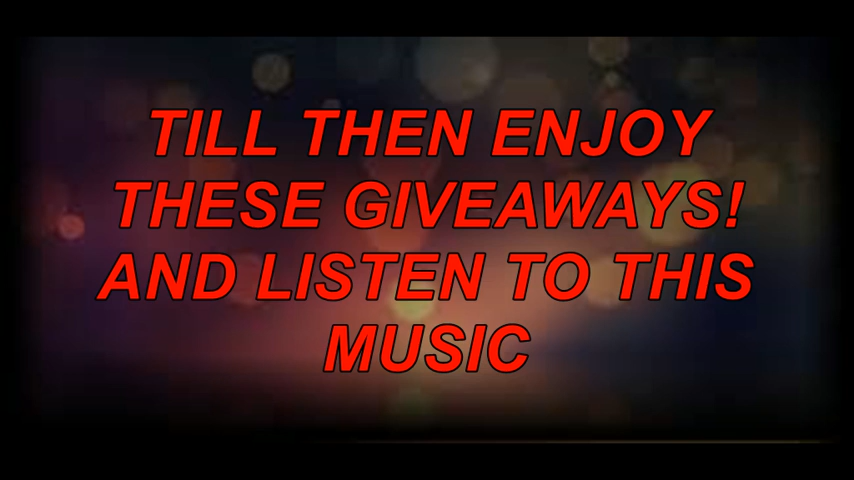 TILL THEN ENJOY
THESE GIVEAWAYS!
AND LISTEN TO THIS
MUSIC